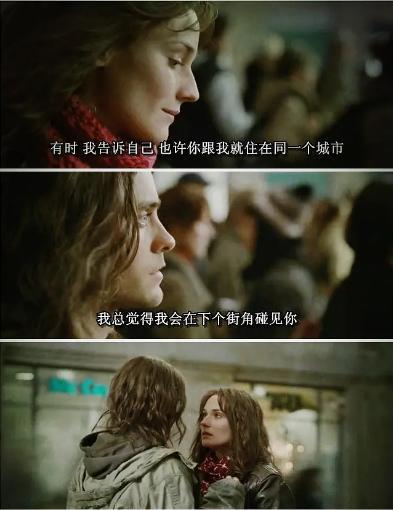 有时 我告诉自己 也许你跟我就住在同一个城市
我总觉得我会在下个街角碰见你